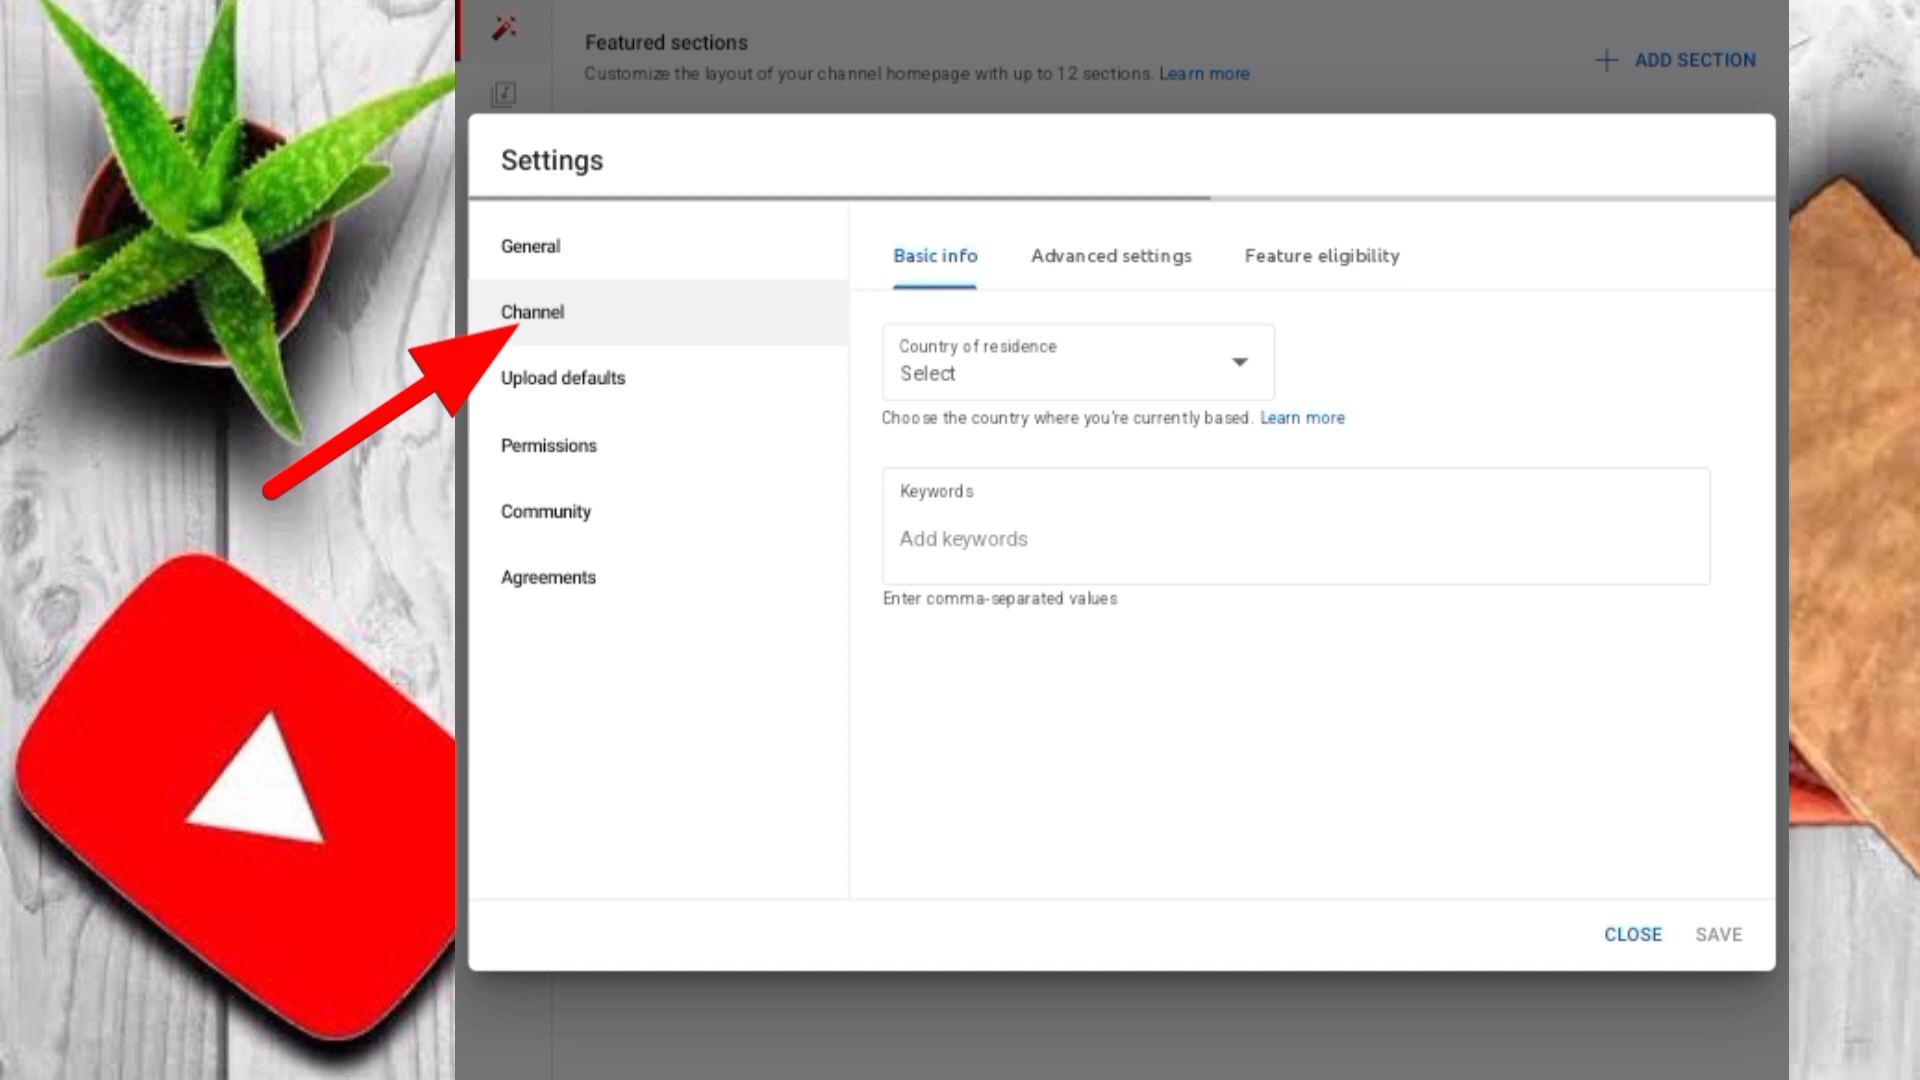 Featured sections
Customize the layout of your channel homepage with up to 12 sections. Learn more
ADD SECTION
Settings
General
Channel
Upload defaults
Permissions
Community
Agreements
Basic info
Advanced settings
Feature eligibility
Country of residence
Select
Choose the country where you're currently based. Learn more
Keywords
Add keywords
Enter comma-separated values
CLOSE
SAVE